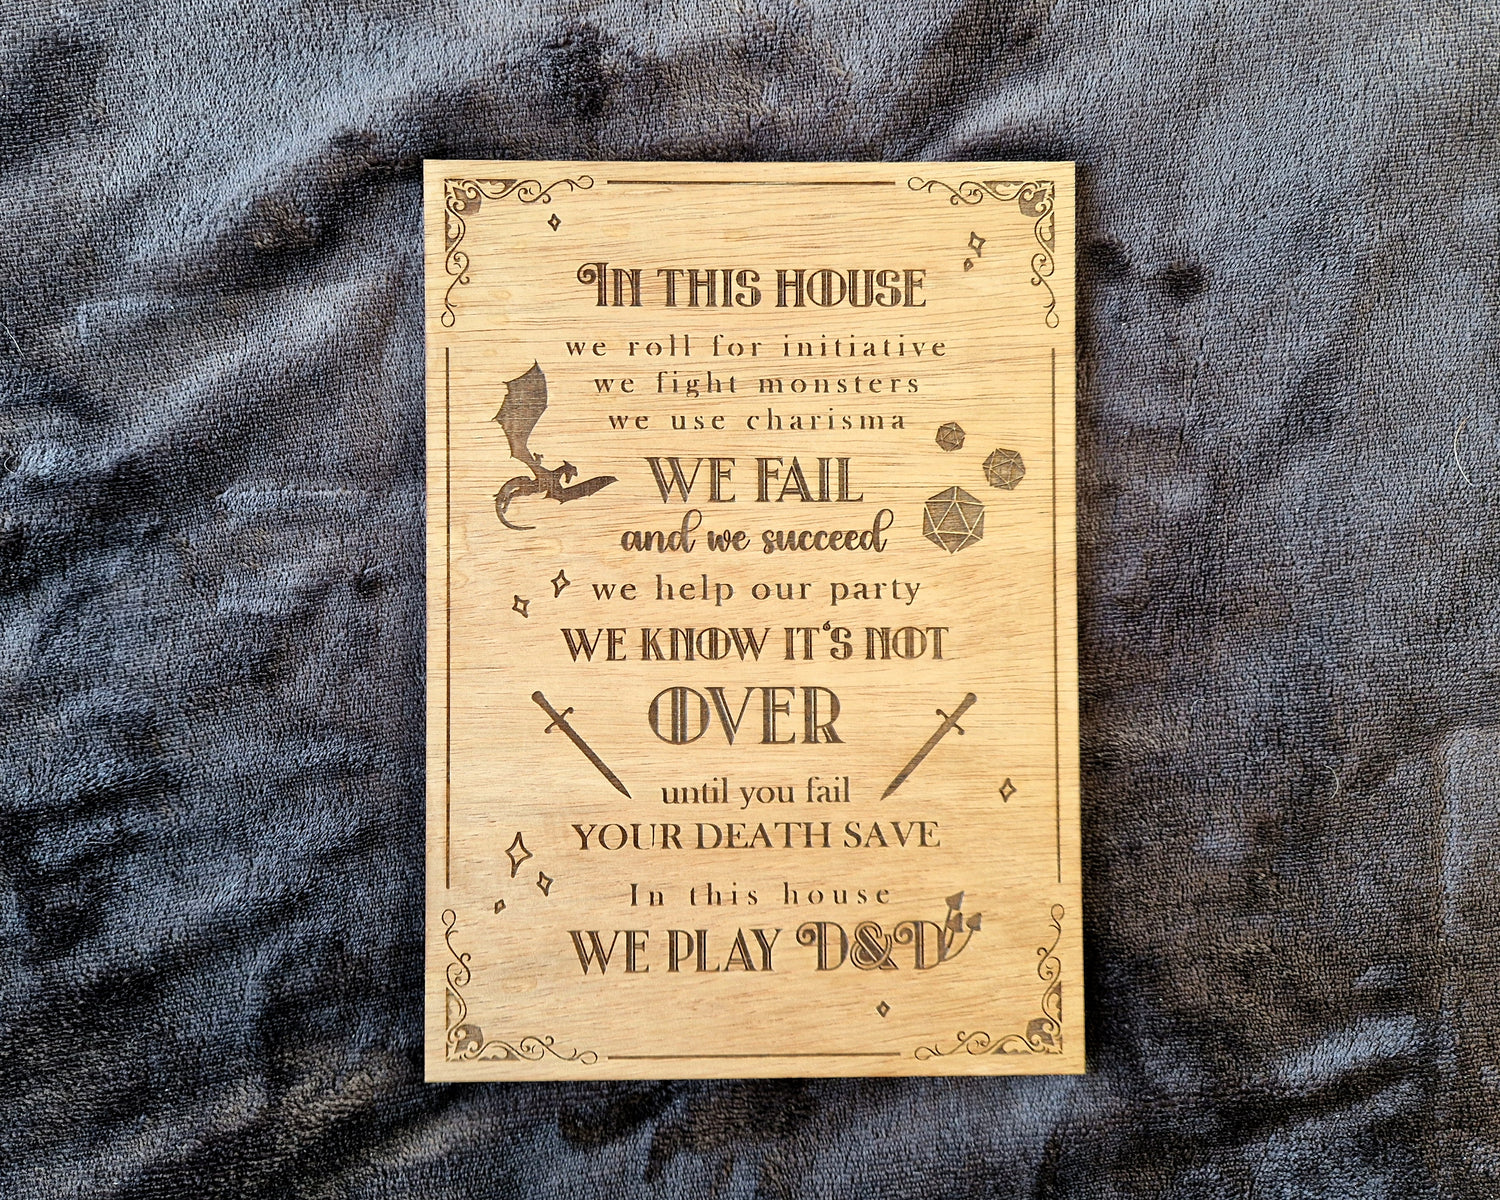 In this house
we roll for initiative
we fight monsters
we use charisma
WE FAIL
and we succeed
we help our party
WE KNOW IT'S NOT
OVER
until you fail
YOUR DEATH SAVE
In this house
WE PLAY D&D